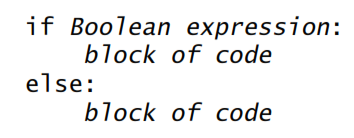 if Boolean expression:
    block of code
else:
    block of code